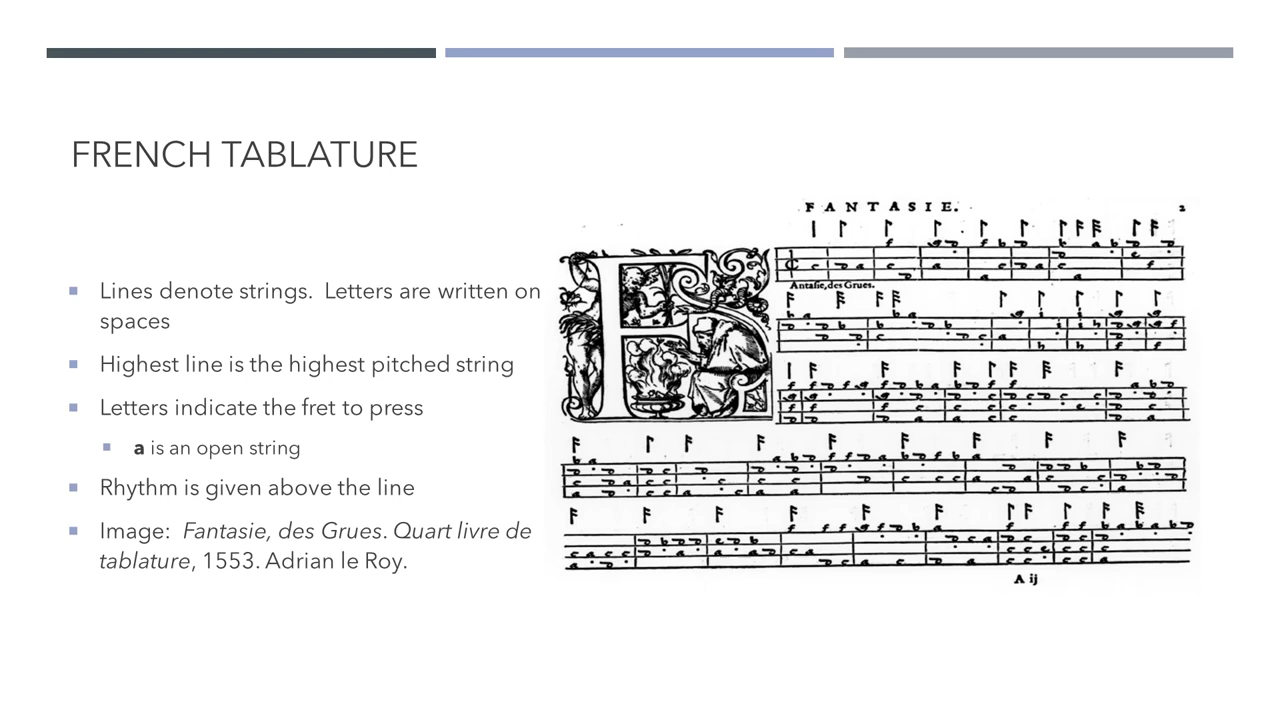 FRENCH TABLATURE
Lines denote strings. Letters are written on
spaces
Highest line is the highest pitched string
Letters indicate the fret to press
a is an open string
Rhythm is given above the line
Image: Fantasie, des Grues. Quart livre de
tablature, 1553. Adrian le Roy.
FANTASIE. 2
Antasie, des Grues.
A ij